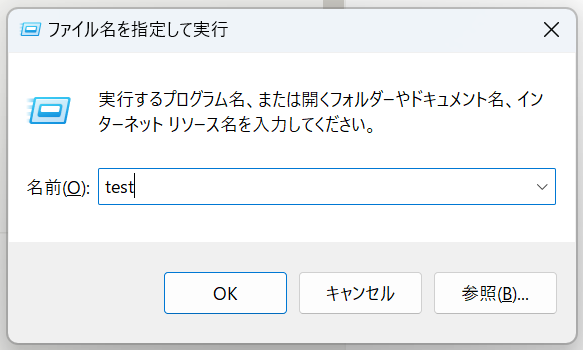 ファイル名を指定して実行
実行するプログラム名、または開くフォルダーやドキュメント名、イン
ターネット リソース名を入力してください。
名前(O): test
OK キャンセル 参照(B)...